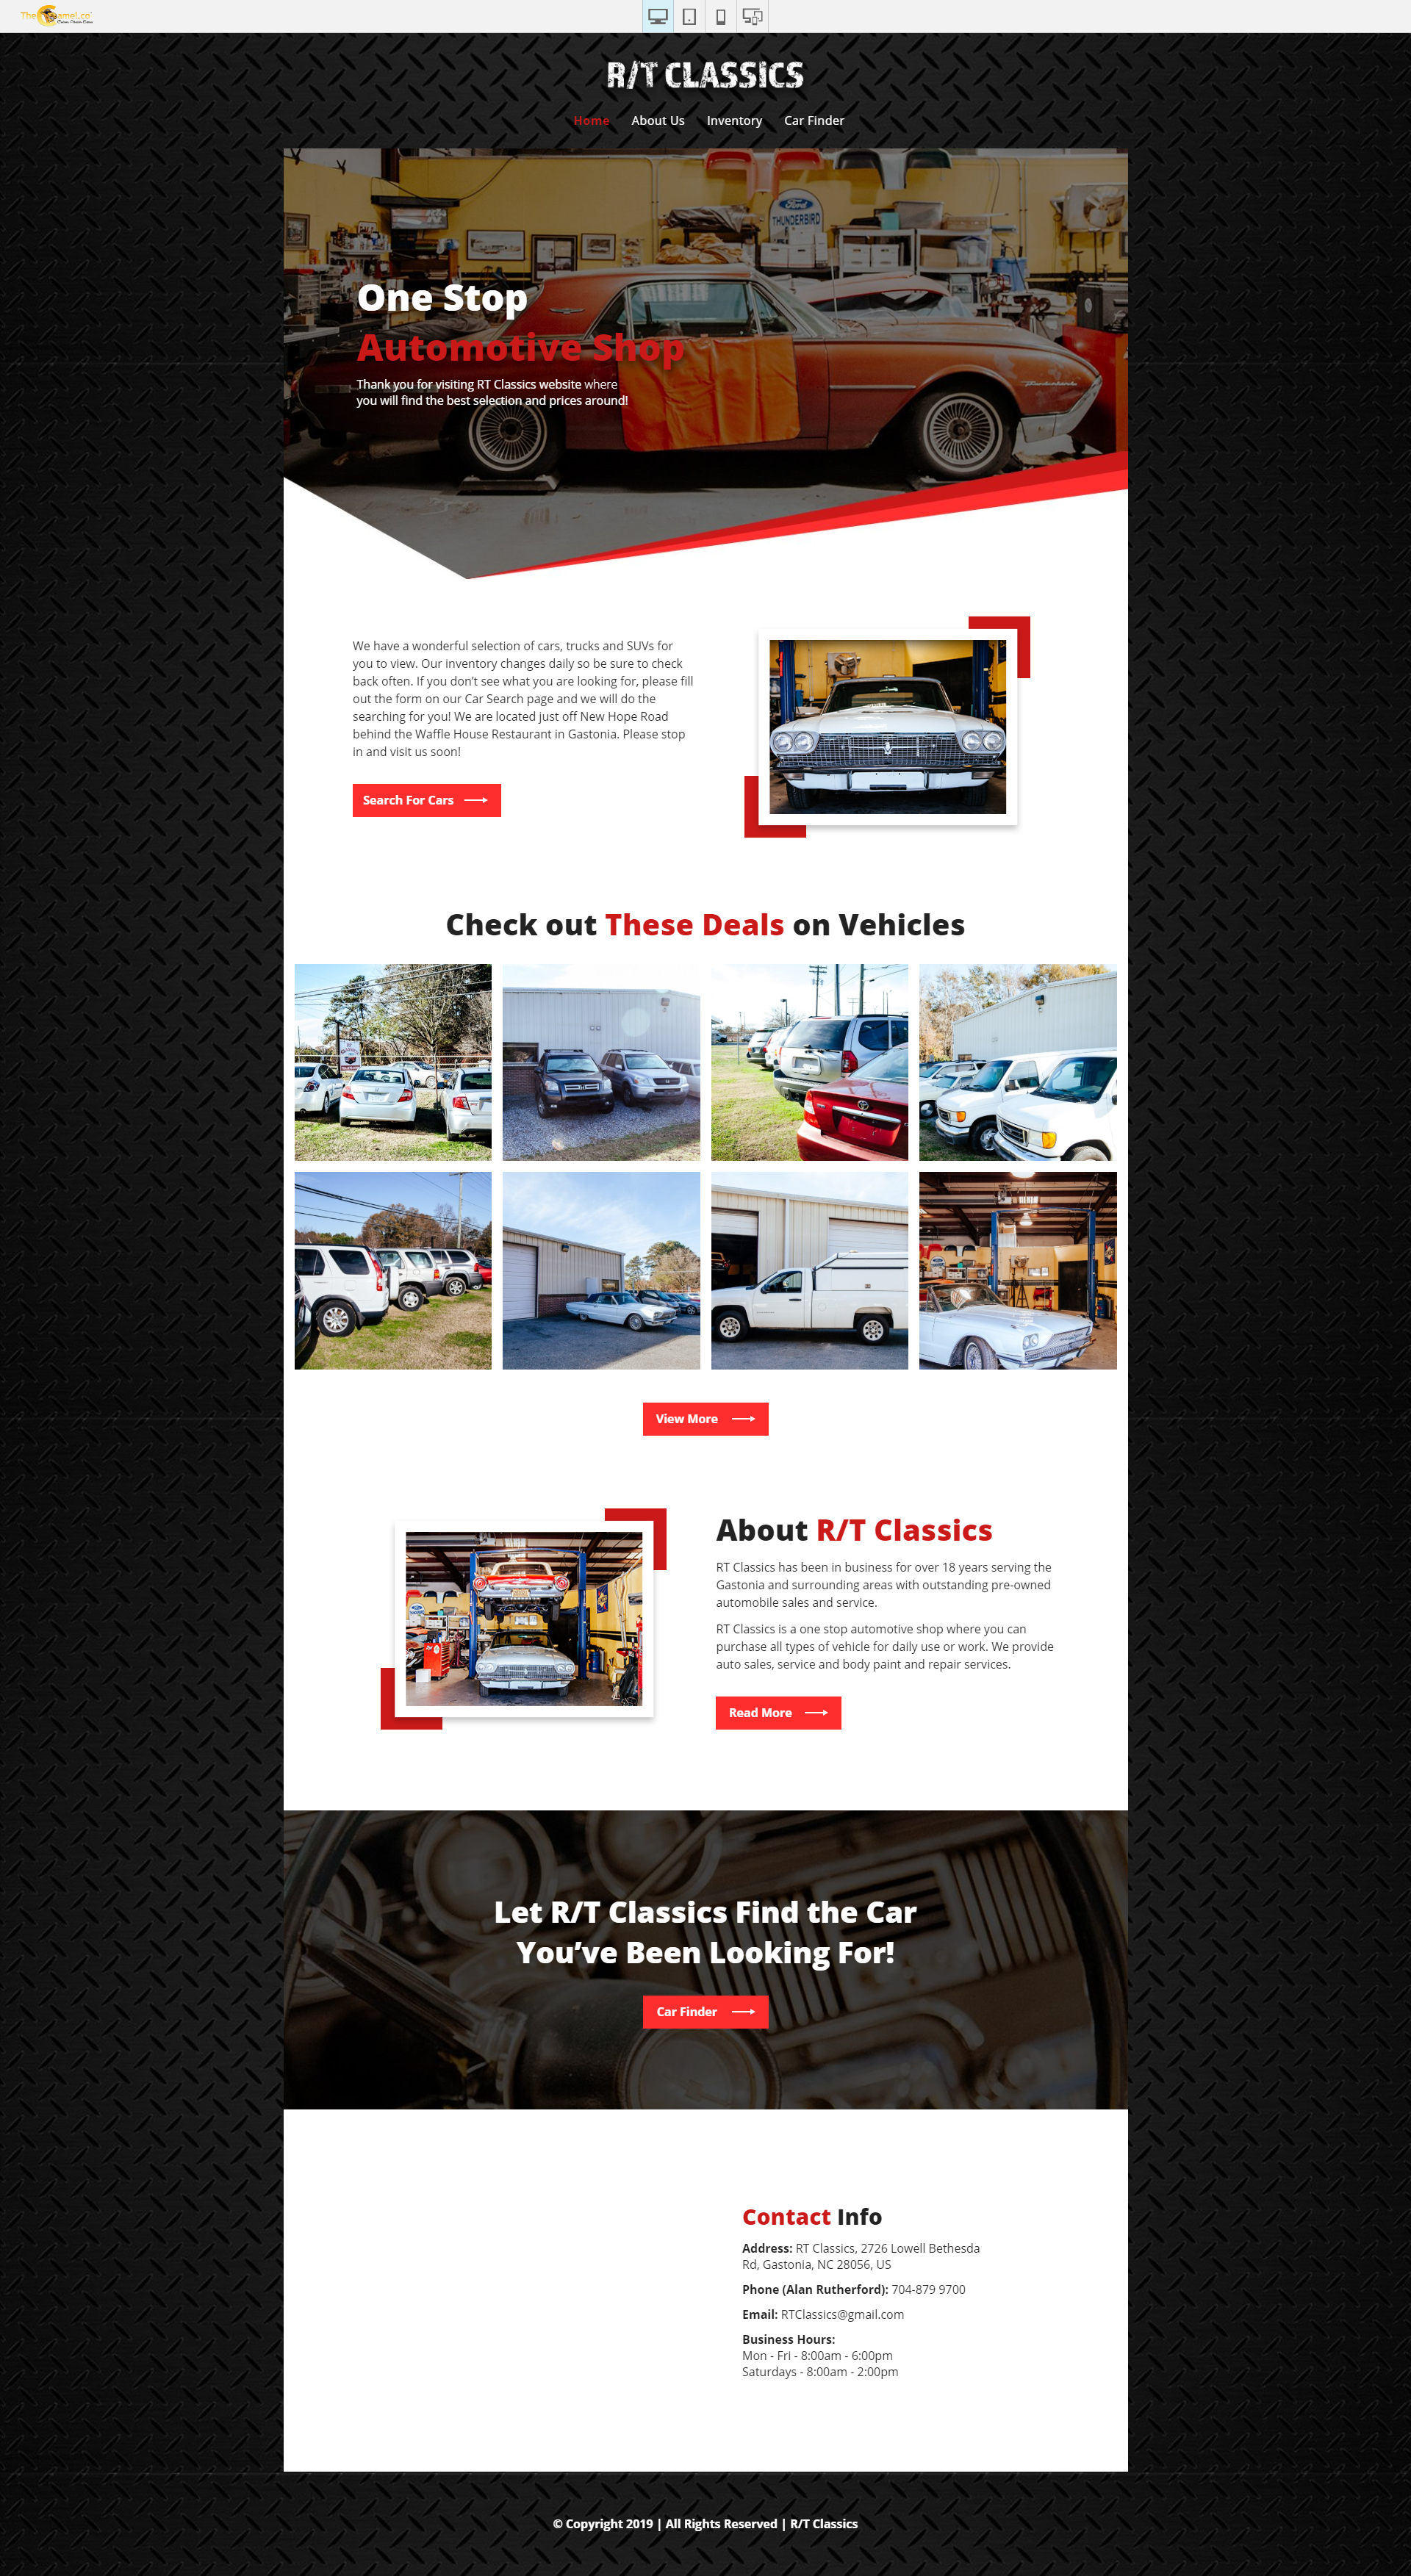 TheCamel.co
R/T CLASSICS
Home About Us Inventory Car Finder
FORD
THUNDERBIRD
One Stop
Automotive Shop
Thank you for visiting RT Classics website where
you will find the best selection and prices around!
We have a wonderful selection of cars, trucks and SUVs for
you to view. Our inventory changes daily so be sure to check
back often. If you don’t see what you are looking for, please fill
out the form on our Car Search page and we will do the
searching for you! We are located just off New Hope Road
behind the Waffle House Restaurant in Gastonia. Please stop
in and visit us soon!
Search For Cars
Check out These Deals on Vehicles
View More
About R/T Classics
RT Classics has been in business for over 18 years serving the
Gastonia and surrounding areas with outstanding pre-owned
automobile sales and service.
RT Classics is a one stop automotive shop where you can
purchase all types of vehicle for daily use or work. We provide
auto sales, service and body paint and repair services.
Read More
Let R/T Classics Find the Car
You’ve Been Looking For!
Car Finder
Contact Info
Address: RT Classics, 2726 Lowell Bethesda
Rd, Gastonia, NC 28056, US
Phone (Alan Rutherford): 704-879 9700
Email: RTClassics@gmail.com
Business Hours:
Mon - Fri - 8:00am - 6:00pm
Saturdays - 8:00am - 2:00pm
© Copyright 2019 | All Rights Reserved | R/T Classics